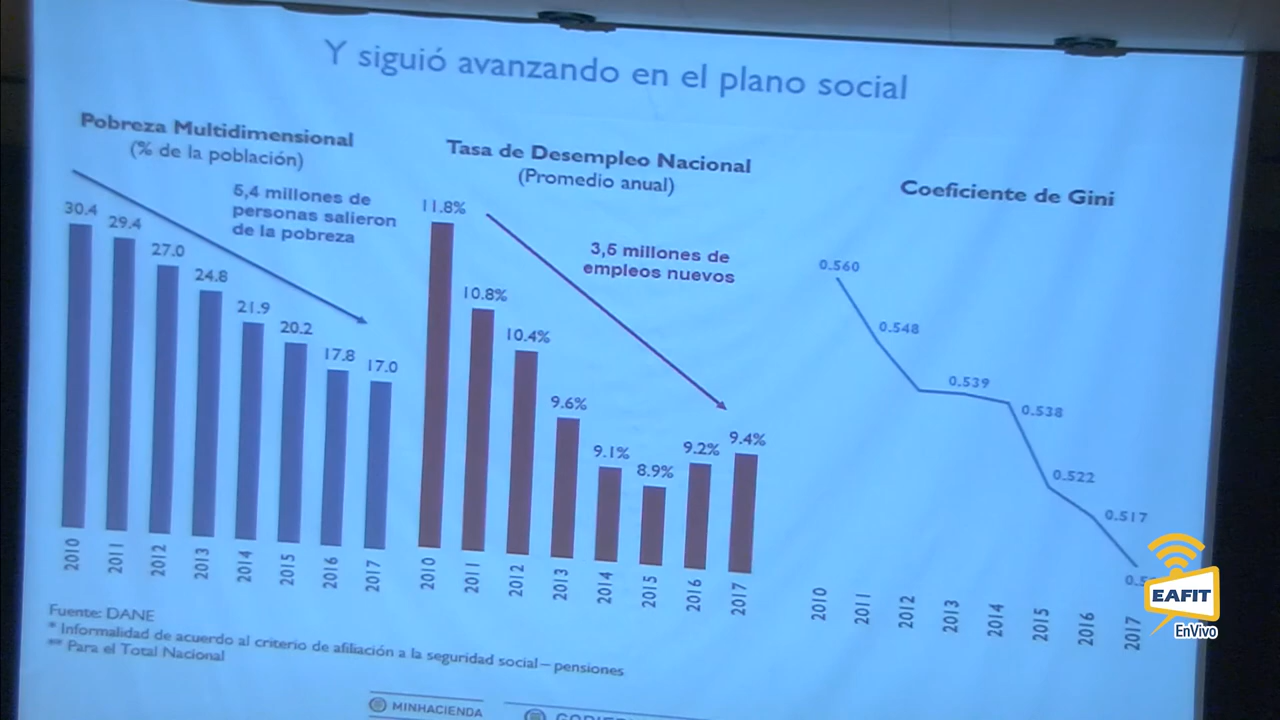 Y siguió avanzando en el plano social
Pobreza Multidimensional
(% de la población)
5,4 millones de
personas salieron
de la pobreza
30.4
29.4
27.0
24.8
21.9
20.2
17.8
17.0
2010
2011
2012
2013
2014
2015
2016
2017
Tasa de Desempleo Nacional
(Promedio anual)
3,5 millones de
empleos nuevos
11.8%
10.8%
10.4%
9.6%
9.1%
8.9%
9.2%
9.4%
2010
2011
2012
2013
2014
2015
2016
2017
Coeficiente de Gini
0.560
0.548
0.539
0.538
0.522
0.517
2010
2011
2012
2013
2014
2015
2016
2017
Fuente: DANE
* Informalidad de acuerdo al criterio de afiliación a la seguridad social – pensiones
** Para el Total Nacional
MINHACIENDA
EAFIT
EnVivo